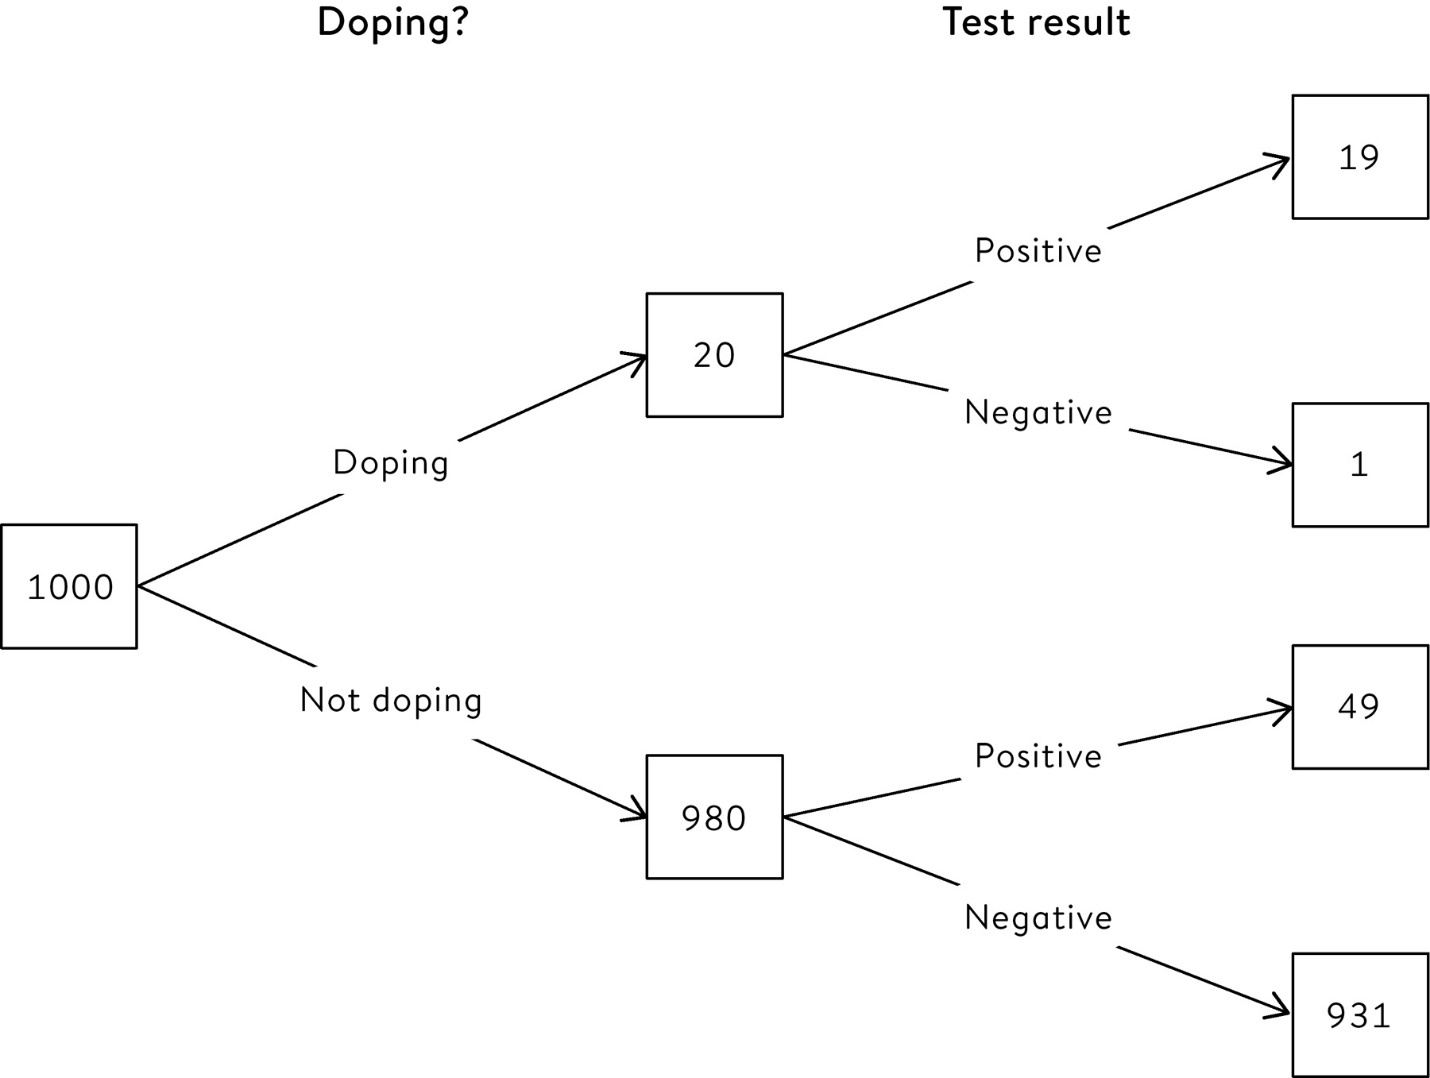 Doping?
Test result
19
Positive
20
Negative
1
Doping
1000
Not doping
49
Positive
980
Negative
931